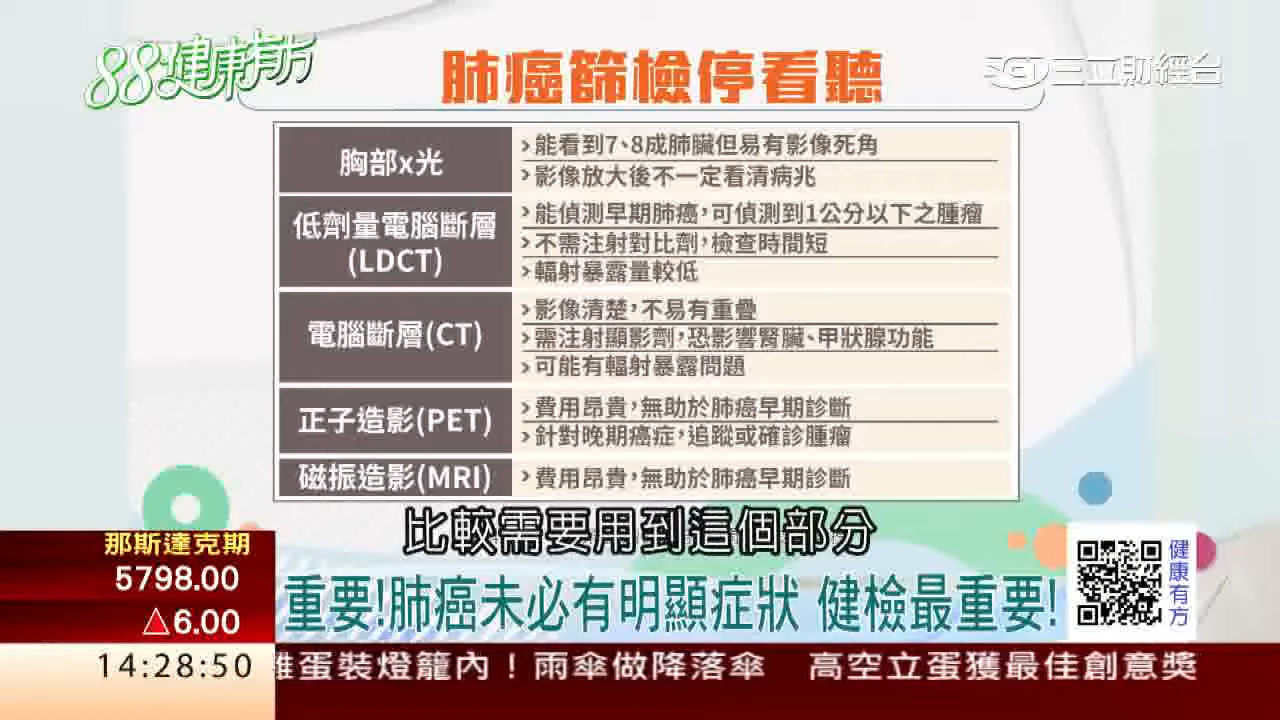 88健康有方
肺癌篩檢停看聽
三立財經台
胸部x光
›能看到7、8成肺臟但易有影像死角
›影像放大後不一定看清病兆
低劑量電腦斷層
(LDCT)
›能偵測早期肺癌,可偵測到1公分以下之腫瘤
›不需注射對比劑,檢查時間短
›輻射暴露量較低
電腦斷層(CT)
›影像清楚,不易有重疊
›需注射顯影劑,恐影響腎臟、甲狀腺功能
›可能有輻射暴露問題
正子造影(PET)
›費用昂貴,無助於肺癌早期診斷
›針對晚期癌症,追蹤或確診腫瘤
磁振造影(MRI)
›費用昂貴,無助於肺癌早期診斷
比較需要用到這個部分
那斯達克期
5798.00
△6.00
重要!肺癌未必有明顯症狀 健檢最重要!
健康有方
14:28:50
雞蛋裝燈籠內!雨傘做降落傘 高空立蛋獲最佳創意獎